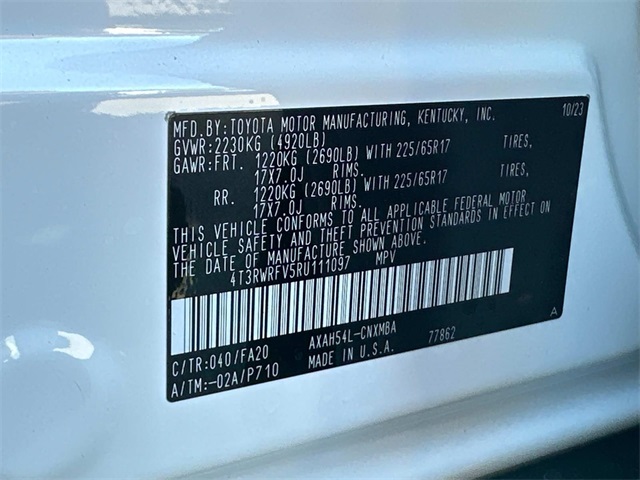 MFD.BY:TOYOTA MOTOR MANUFACTURING, KENTUCKY, INC. 10/23
GVWR:2230KG (4920LB)
GAWR:FRT. 1220KG (2690LB) WITH 225/65R17 TIRES,
17X7.0J RIMS.
RR. 1220KG (2690LB) WITH 225/65R17 TIRES,
17X7.0J RIMS.
THIS VEHICLE CONFORMS TO ALL APPLICABLE FEDERAL MOTOR
VEHICLE SAFETY AND THEFT PREVENTION STANDARDS IN EFFECT ON
THE DATE OF MANUFACTURE SHOWN ABOVE.
4T3RWRFV5RU111097 MPV
C/TR:040/FA20 AXAH54L-CNXMBA 77862 A
A/TM:-02A/P710 MADE IN U.S.A.